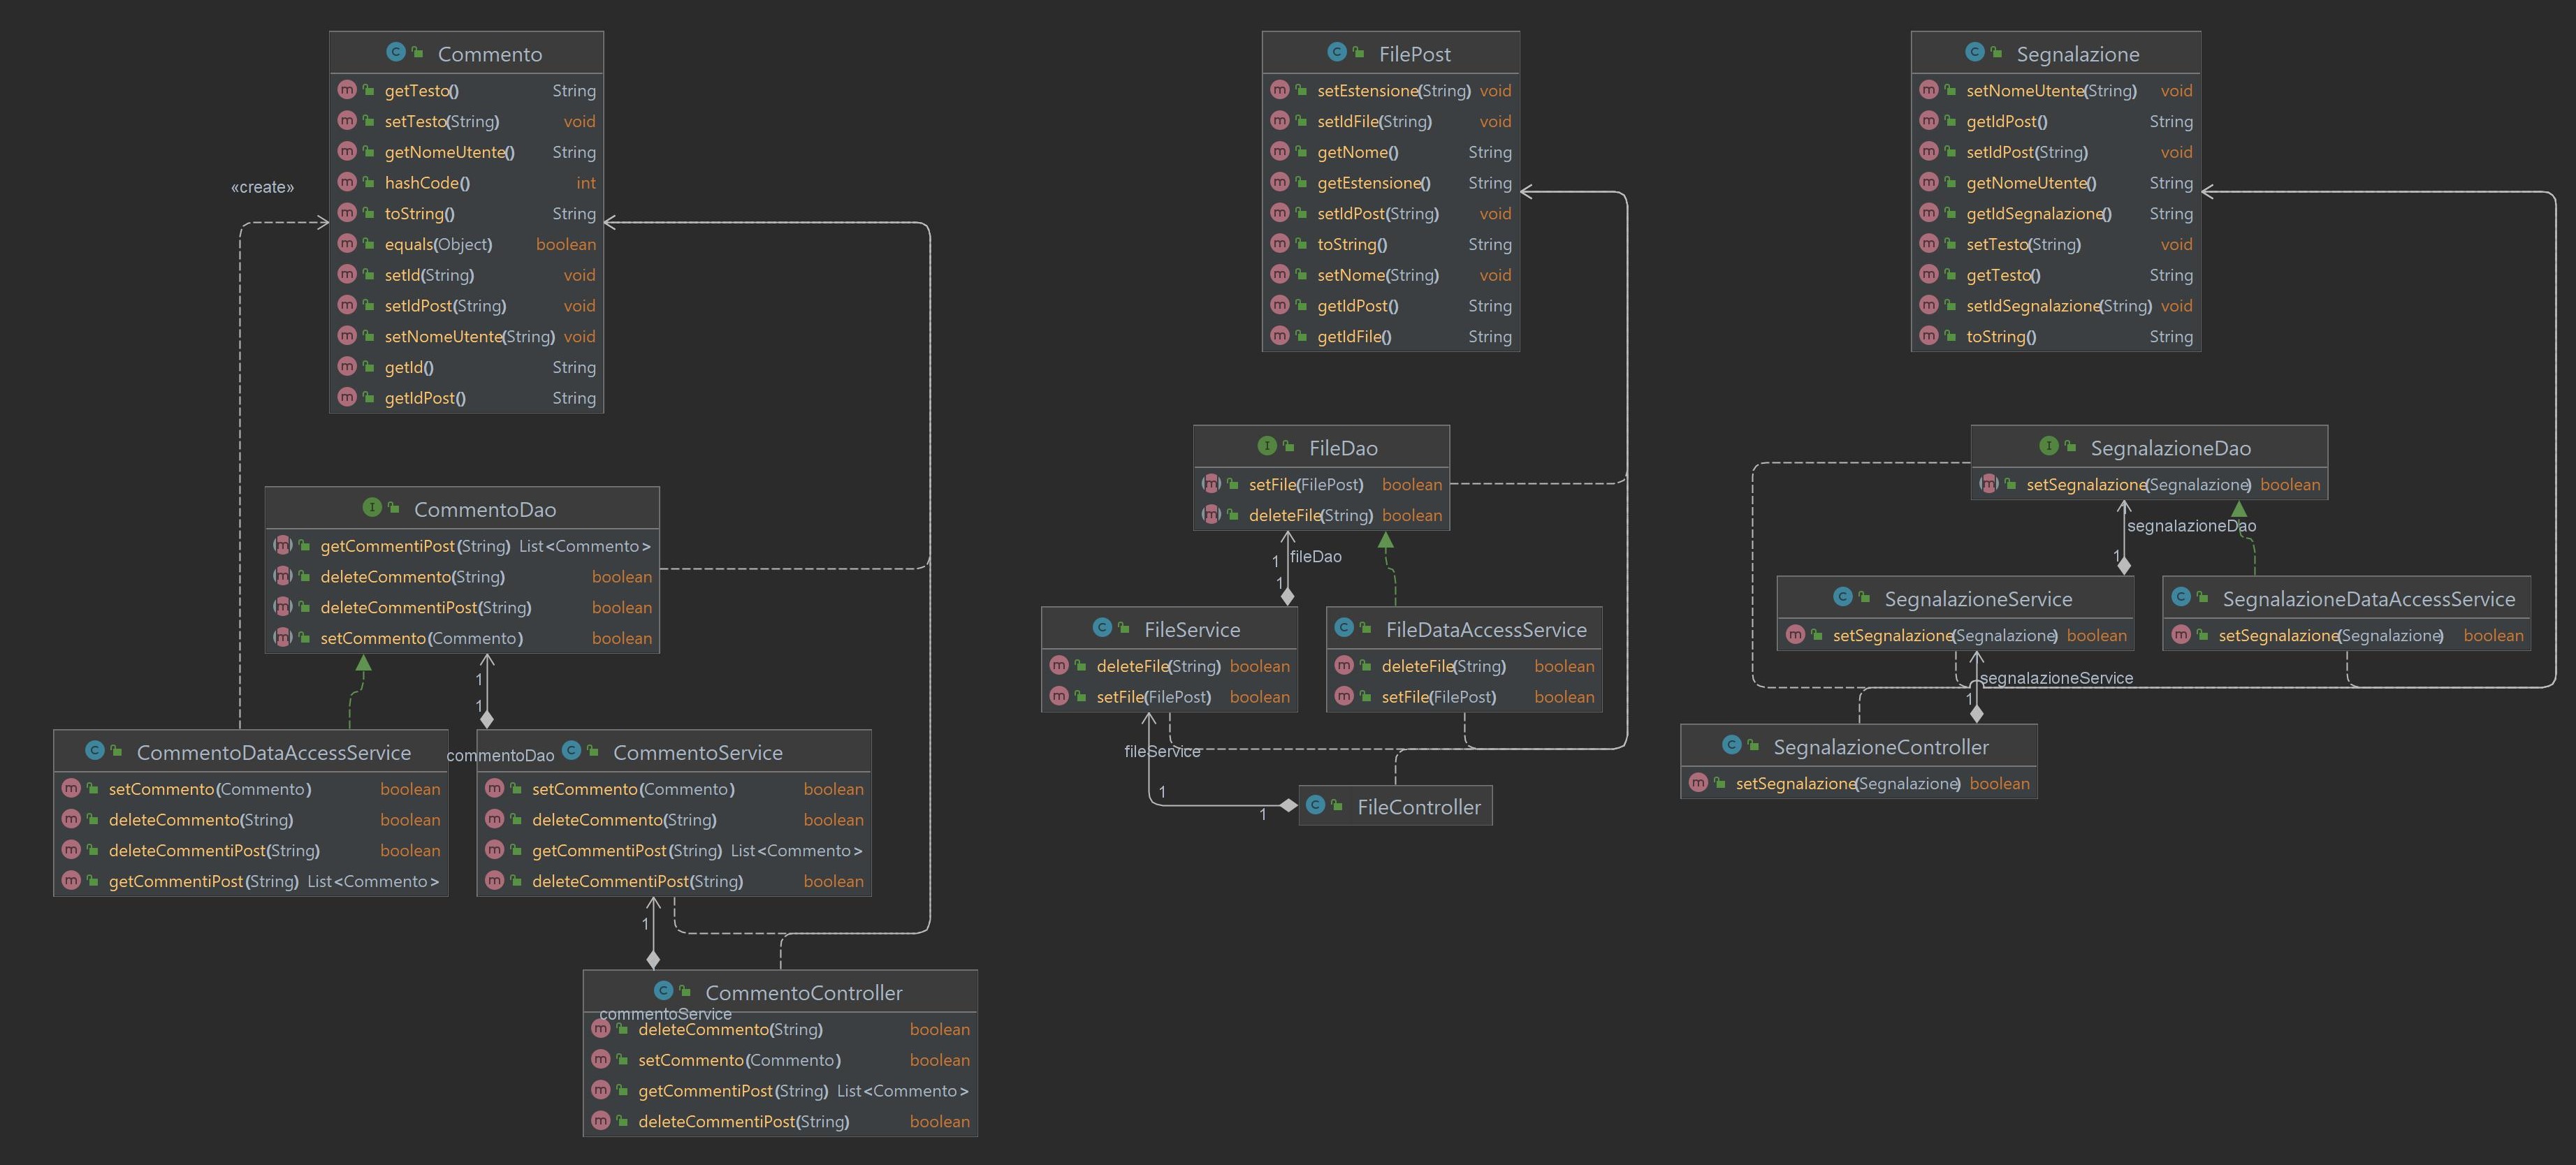 Commento
getTesto() String
setTesto(String) void
getNomeUtente() String
hashCode() int
toString() String
equals(Object) boolean
setId(String) void
setIdPost(String) void
setNomeUtente(String) void
getId() String
getIdPost() String
«create»
CommentoDao
getCommentiPost(String) List<Commento>
deleteCommento(String) boolean
deleteCommentiPost(String) boolean
setCommento(Commento) boolean
1
1
commentoDao
CommentoDataAccessService
setCommento(Commento) boolean
deleteCommento(String) boolean
deleteCommentiPost(String) boolean
getCommentiPost(String) List<Commento>
CommentoService
setCommento(Commento) boolean
deleteCommento(String) boolean
getCommentiPost(String) List<Commento>
deleteCommentiPost(String) boolean
1
CommentoController
commentoService
deleteCommento(String) boolean
setCommento(Commento) boolean
getCommentiPost(String) List<Commento>
deleteCommentiPost(String) boolean
FilePost
setEstensione(String) void
setIdFile(String) void
getNome() String
getEstensione() String
setIdPost(String) void
toString() String
setNome(String) void
getIdPost() String
getIdFile() String
FileDao
setFile(FilePost) boolean
deleteFile(String) boolean
1
fileDao
1
FileService
deleteFile(String) boolean
setFile(FilePost) boolean
FileDataAccessService
deleteFile(String) boolean
setFile(FilePost) boolean
fileService
1
1
FileController
Segnalazione
setNomeUtente(String) void
getIdPost() String
setIdPost(String) void
getNomeUtente() String
getIdSegnalazione() String
setTesto(String) void
getTesto() String
setIdSegnalazione(String) void
toString() String
SegnalazioneDao
setSegnalazione(Segnalazione) boolean
segnalazioneDao
1
SegnalazioneService
setSegnalazione(Segnalazione) boolean
SegnalazioneDataAccessService
setSegnalazione(Segnalazione) boolean
segnalazioneService
1
SegnalazioneController
setSegnalazione(Segnalazione) boolean